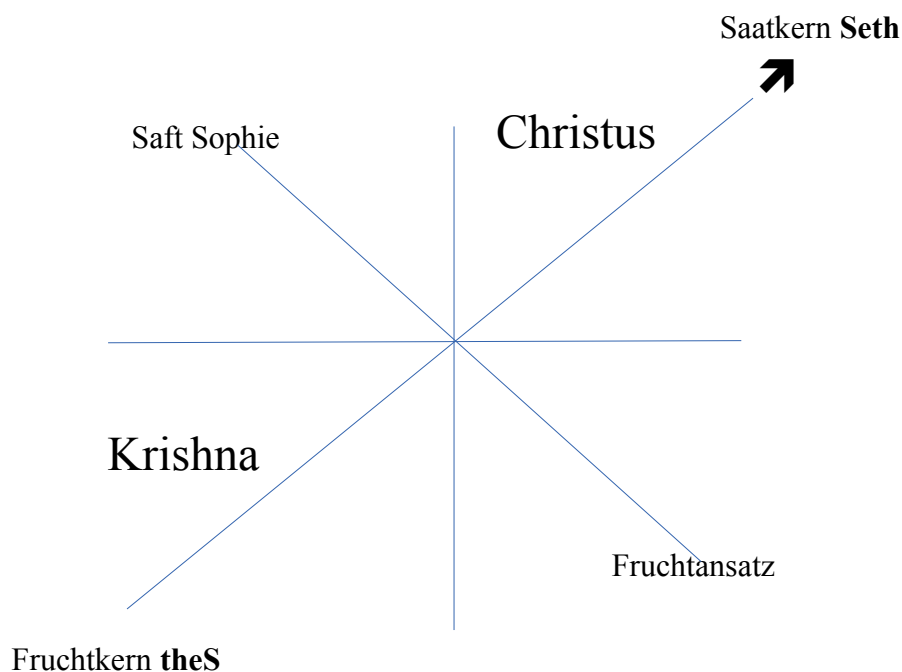 Saatkern Seth
Saft Sophie
Christus
Krishna
Fruchtansatz
Fruchtkern theS